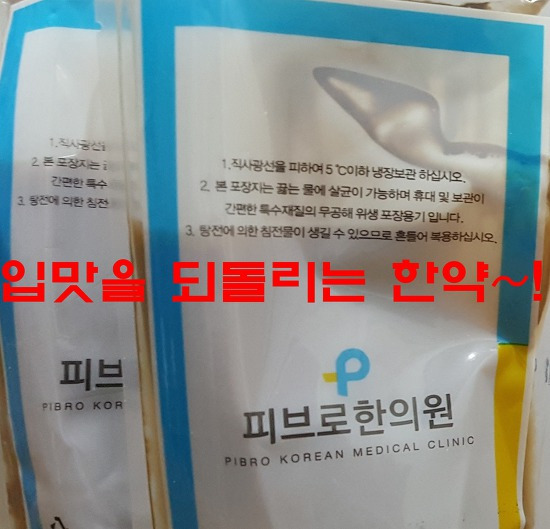 1.직사광선
2. 본 포장지는
간편한 특수
3. 탕전에 의한 침전
1.직사광선을 피하여 5℃이하 냉장보관 하십시오.
2. 본 포장지는 끓는 물에 살균이 가능하며 휴대 및 보관이
간편한 특수재질의 무공해 위생 포장용기 입니다.
3. 탕전에 의한 침전물이 생길 수 있으므로 흔들어 복용하십시오.
입맛을 되돌리는 한약~!
피브
PIBRO KOR
피브로한의원
PIBRO KOREAN MEDICAL CLINIC